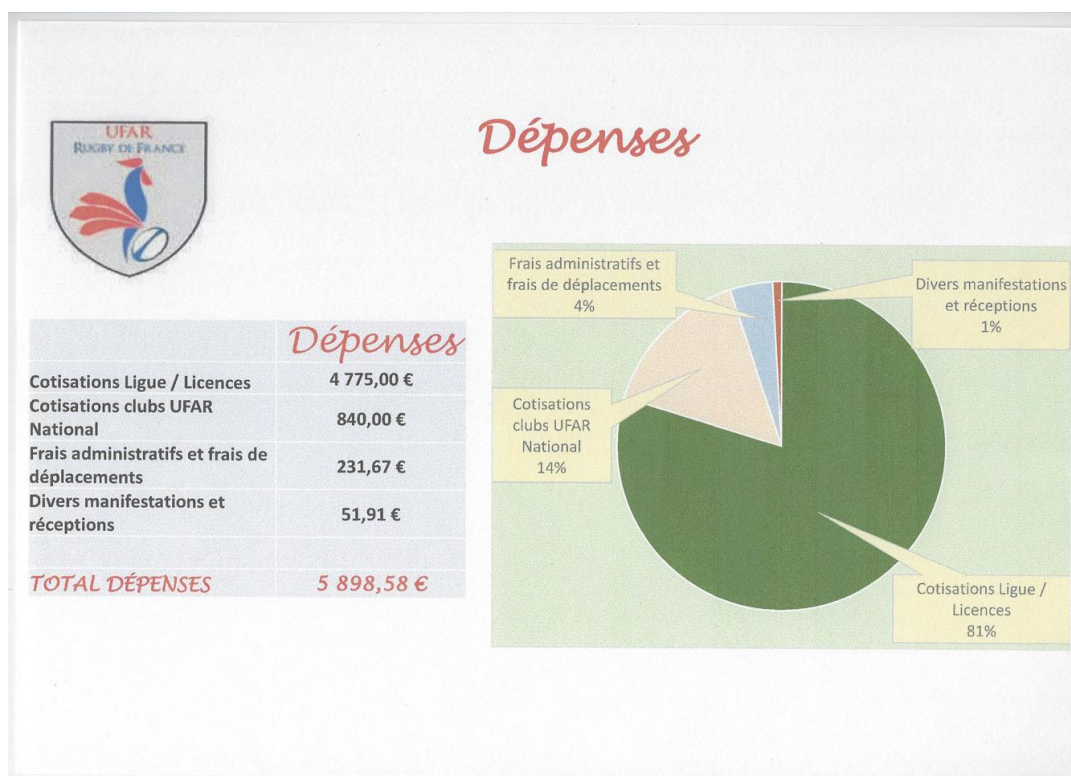 UFAR
RUGBY DE FRANCE
Dépenses
Dépenses
Cotisations Ligue / Licences 4 775,00 €
Cotisations clubs UFAR
National
840,00 €
Frais administratifs et frais de
déplacements
231,67 €
Divers manifestations et
réceptions
51,91 €
TOTAL DÉPENSES 5 898,58 €
Frais administratifs et
frais de déplacements
4%
Divers manifestations
et réceptions
1%
Cotisations
clubs UFAR
National
14%
Cotisations Ligue /
Licences
81%